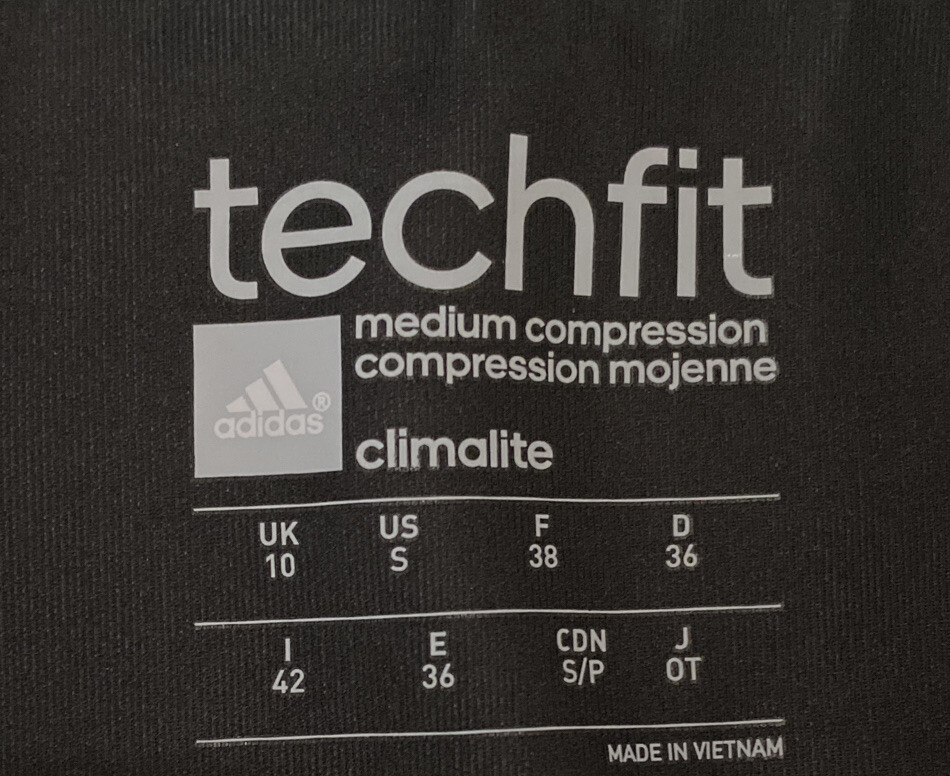 techfit
medium compression
compression mojenne
adidas®
climalite
UK US F D
10 S 38 36
I E CDN J
42 36 S/P OT
MADE IN VIETNAM